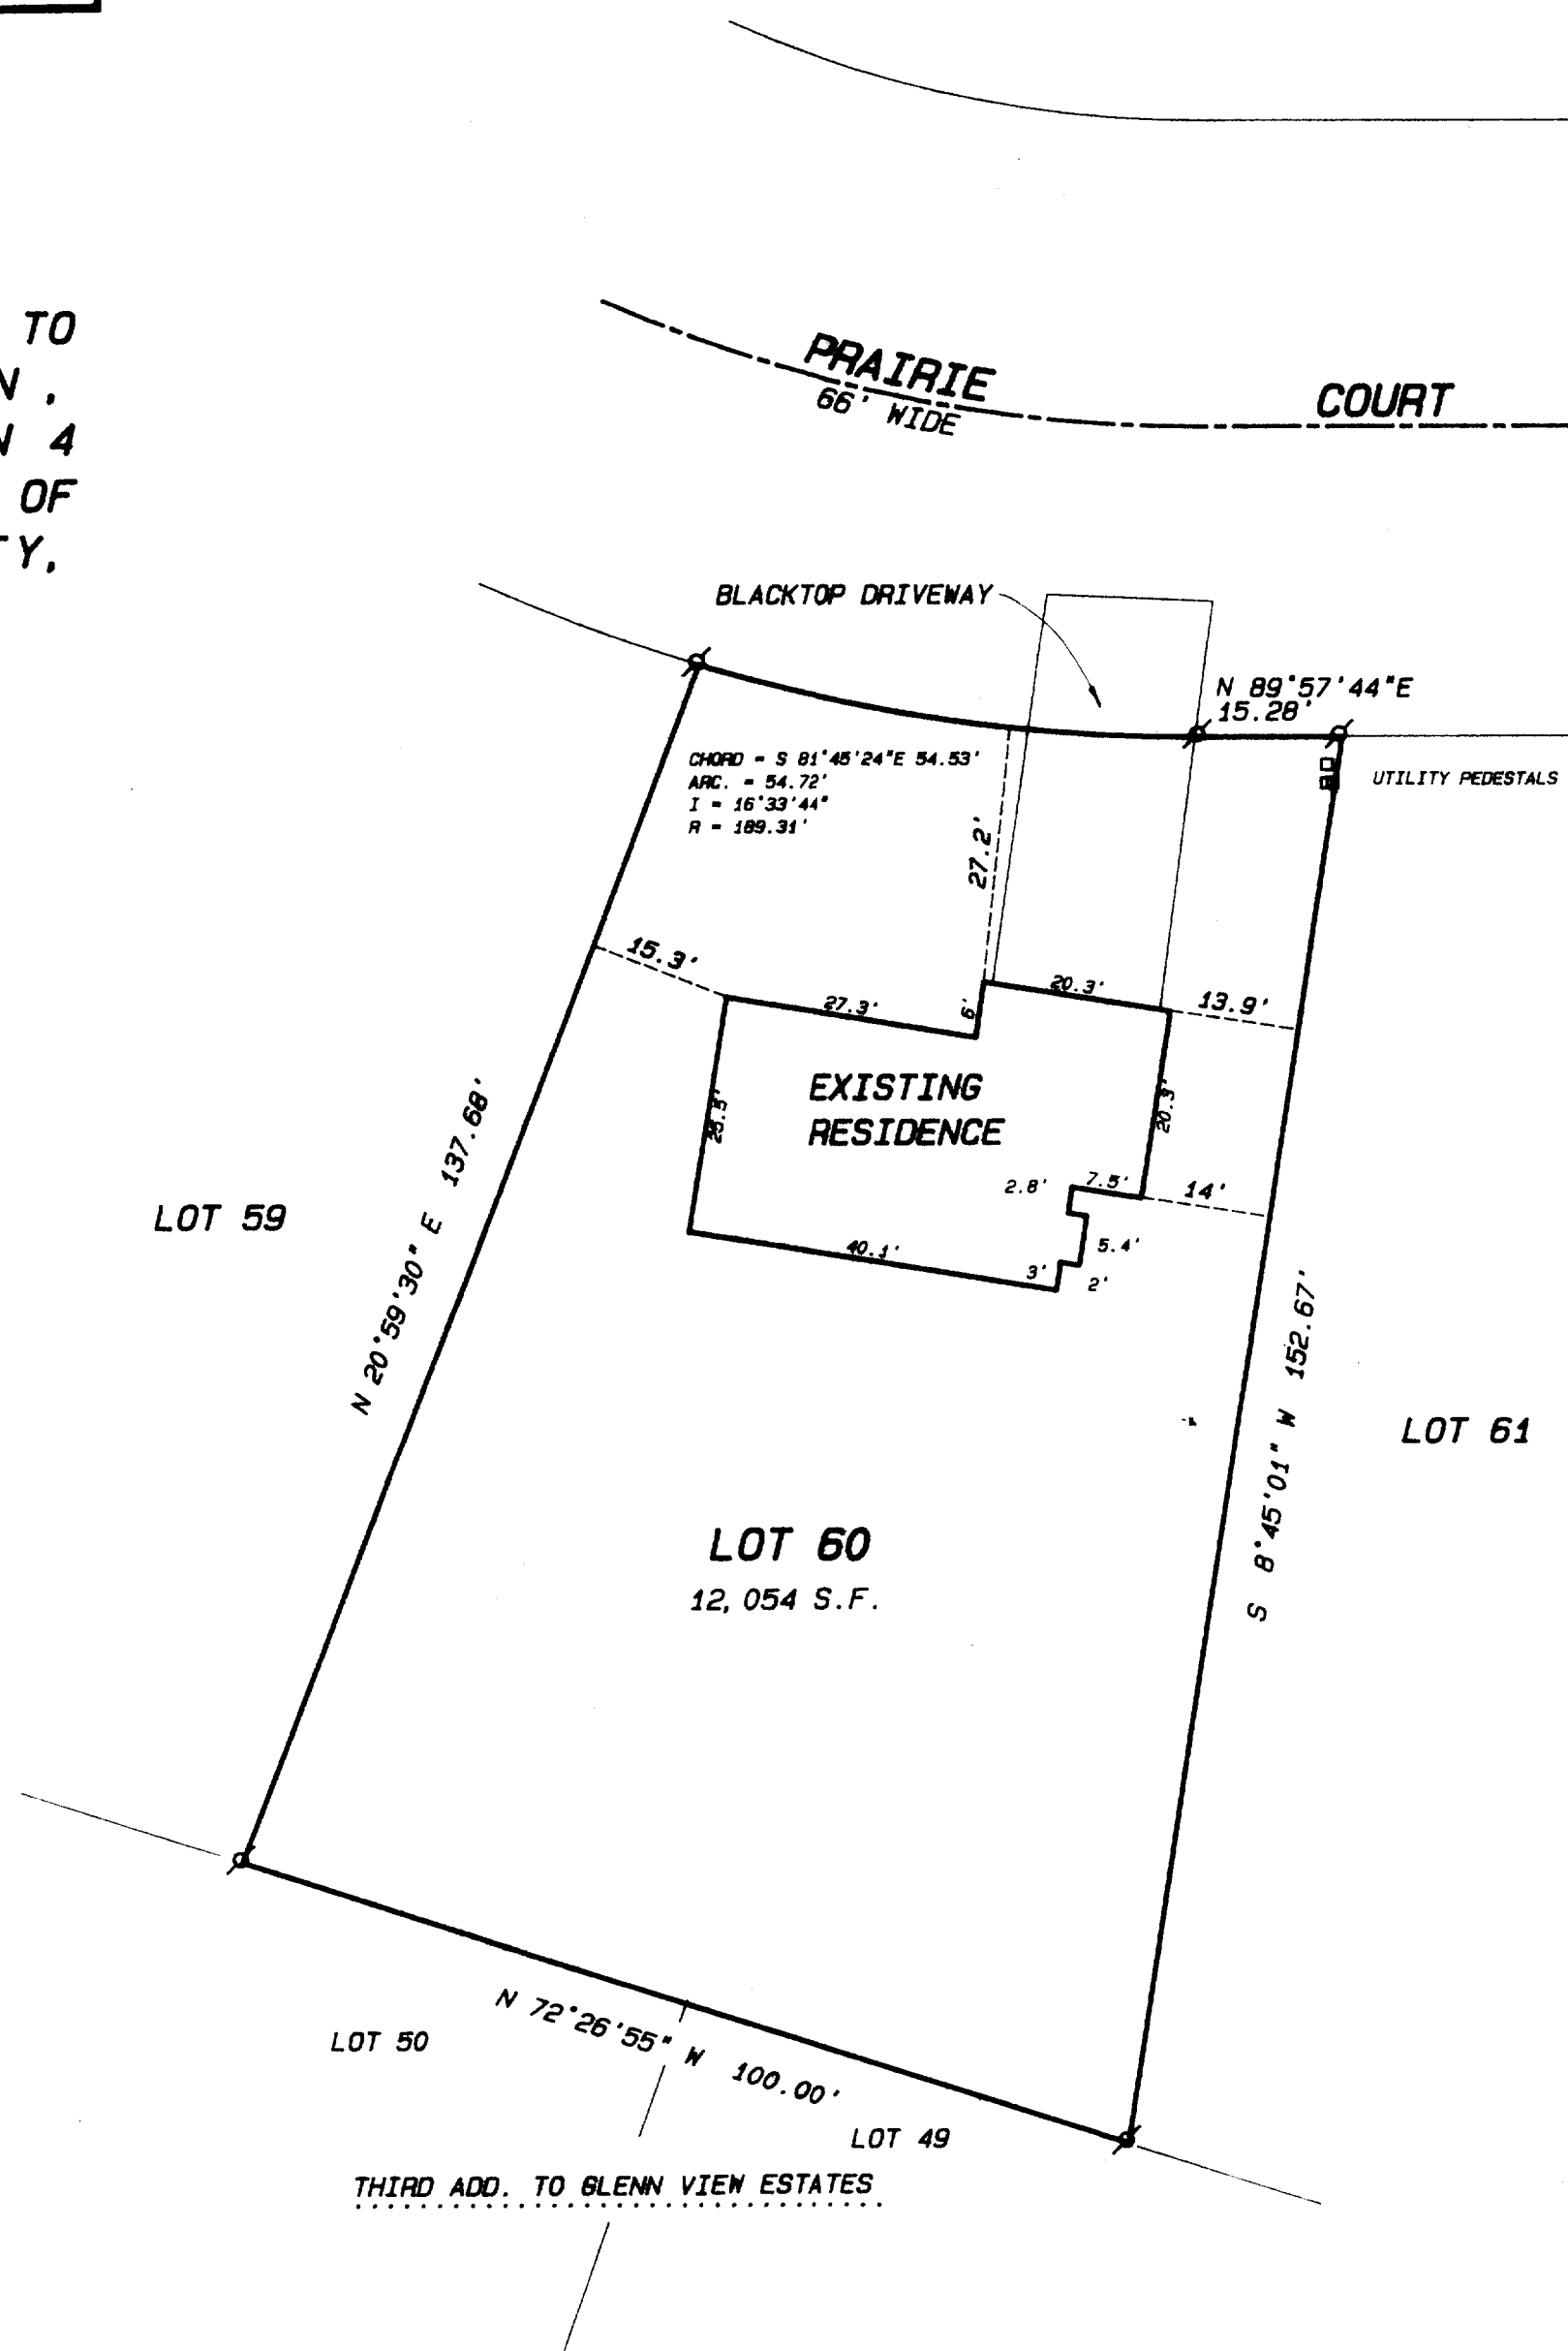 TO
N ,
N 4
OF
TY,
PRAIRIE
66' WIDE
COURT
BLACKTOP DRIVEWAY
N 89°57'44"E
15.28'
CHORD = S 81°45'24"E 54.53'
ARC. = 54.72'
I = 16°33'44"
R = 189.31'
UTILITY PEDESTALS
27.2'
15.3'
27.3'
6'
20.3'
13.9'
EXISTING
RESIDENCE
20.3'
2.8'
7.5'
14'
5.4'
40.1'
3'
2'
N 20°59'30" E 137.68'
LOT 59
S 8°45'01" W 152.67'
LOT 61
LOT 60
12,054 S.F.
N 72°26'55" W 100.00'
LOT 50
LOT 49
THIRD ADD. TO GLENN VIEW ESTATES